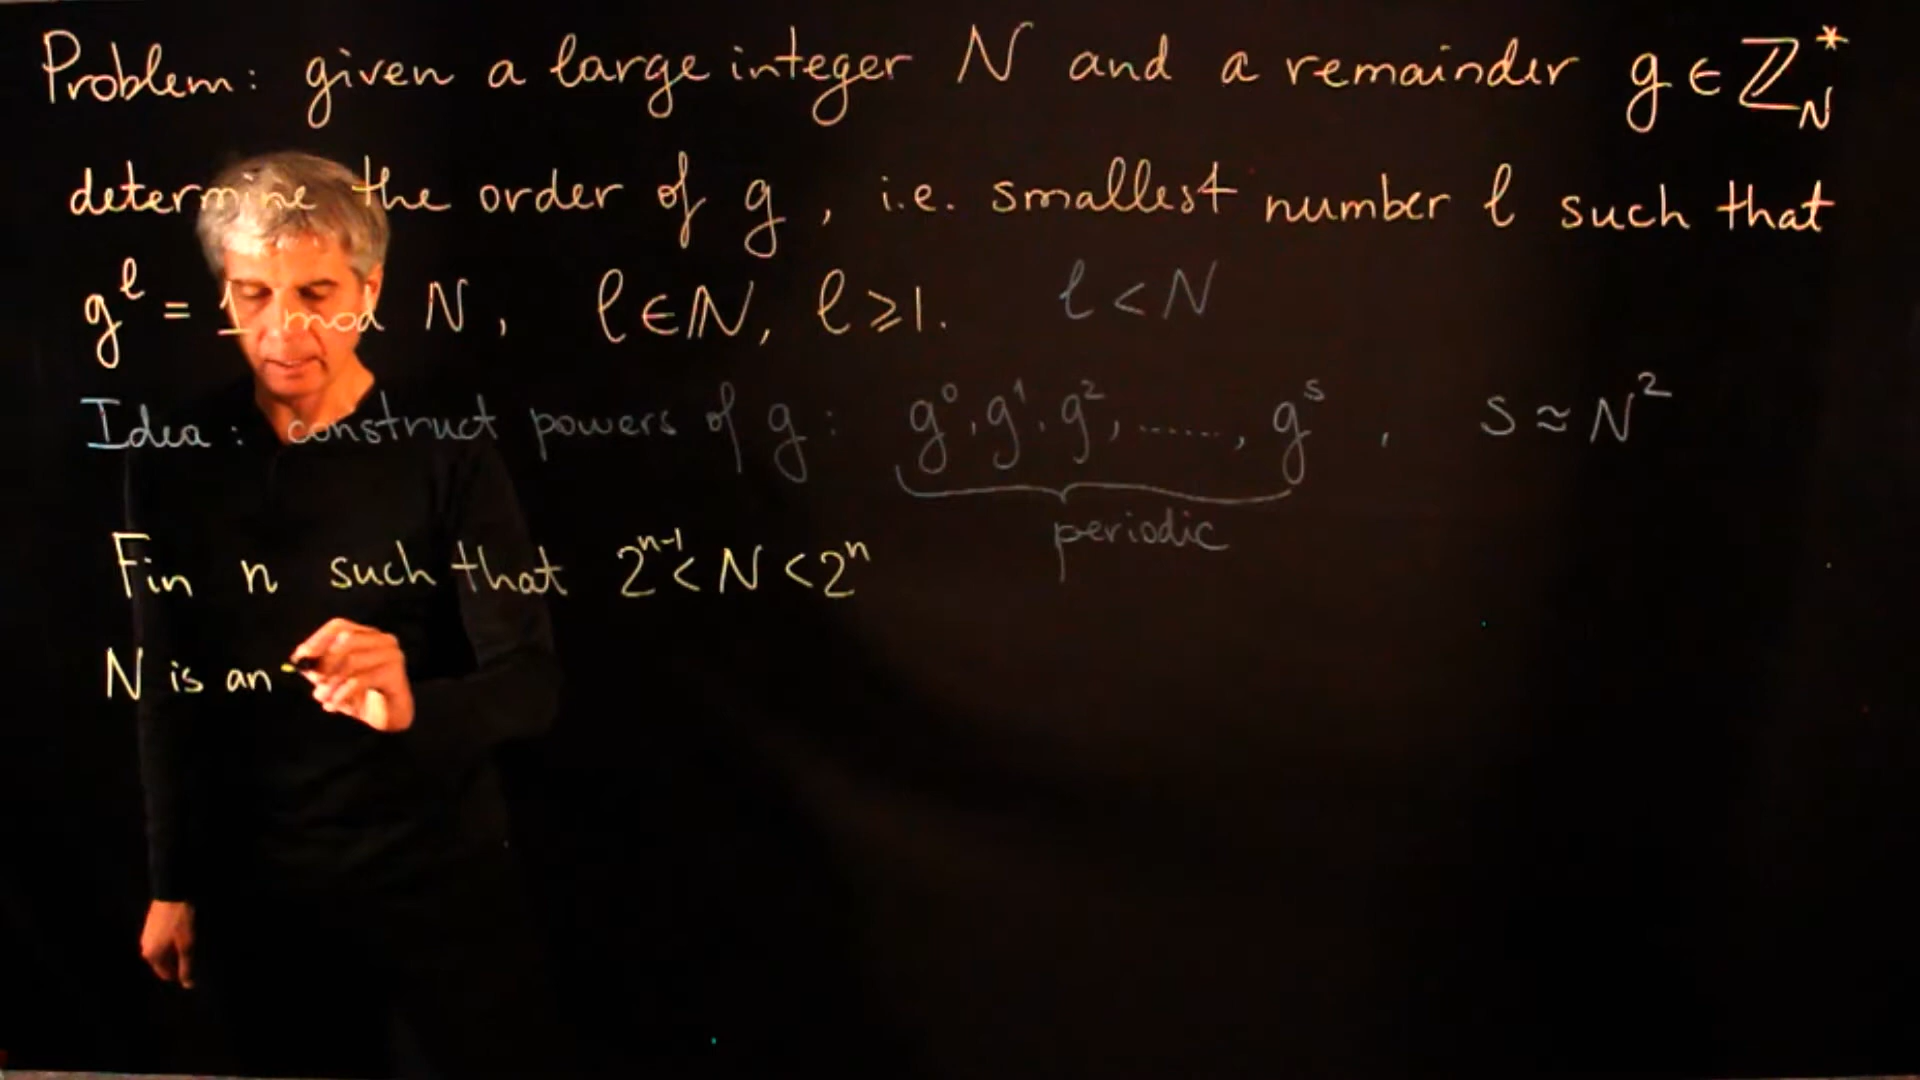 Problem: given a large integer N and a remainder g ∈ ℤ*_N
determine the order of g, i.e. smallest number ℓ such that
g^ℓ = 1 mod N, ℓ∈ℕ, ℓ⩾1. ℓ < N
Idea: construct powers of g: g^0, g^1, g^2, ......, g^s, s ≈ N^2
periodic
Fin n such that 2^{n-1} < N < 2^n
N is an